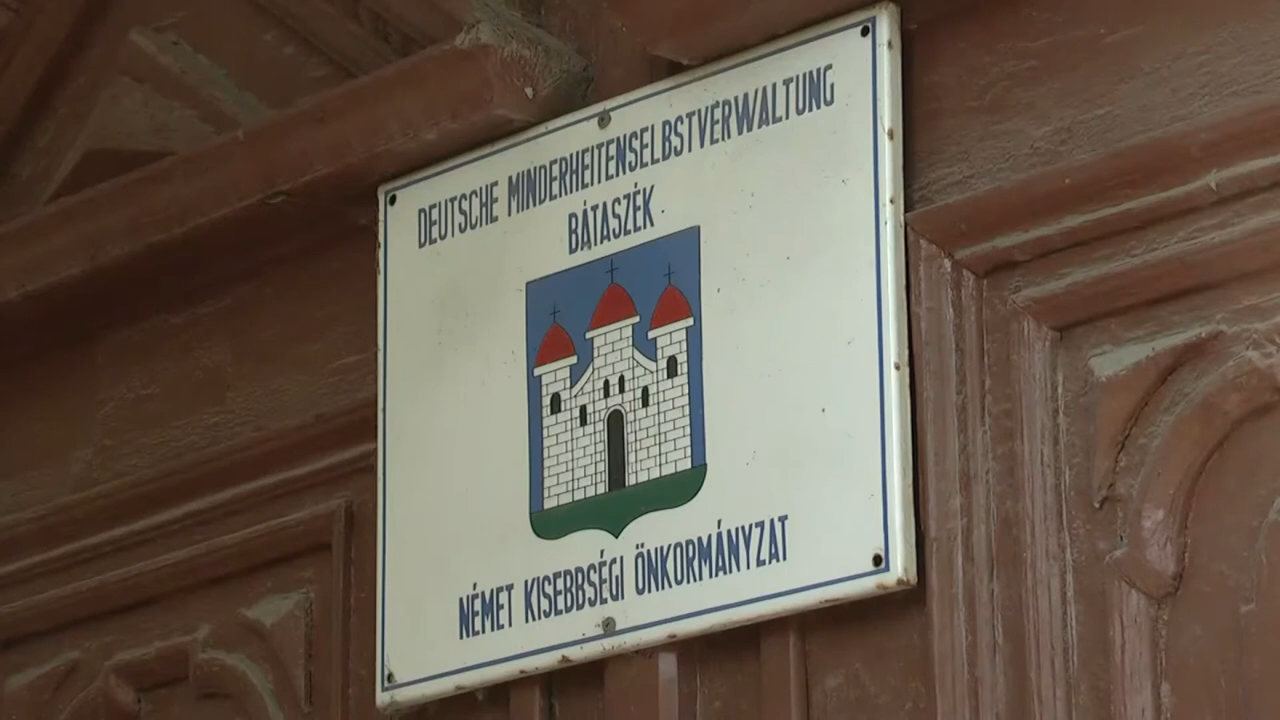 DEUTSCHE MINDERHEITENSELBSTVERWALTUNG
BÁTASZÉK
NÉMET KISEBBSÉGI ÖNKORMÁNYZAT